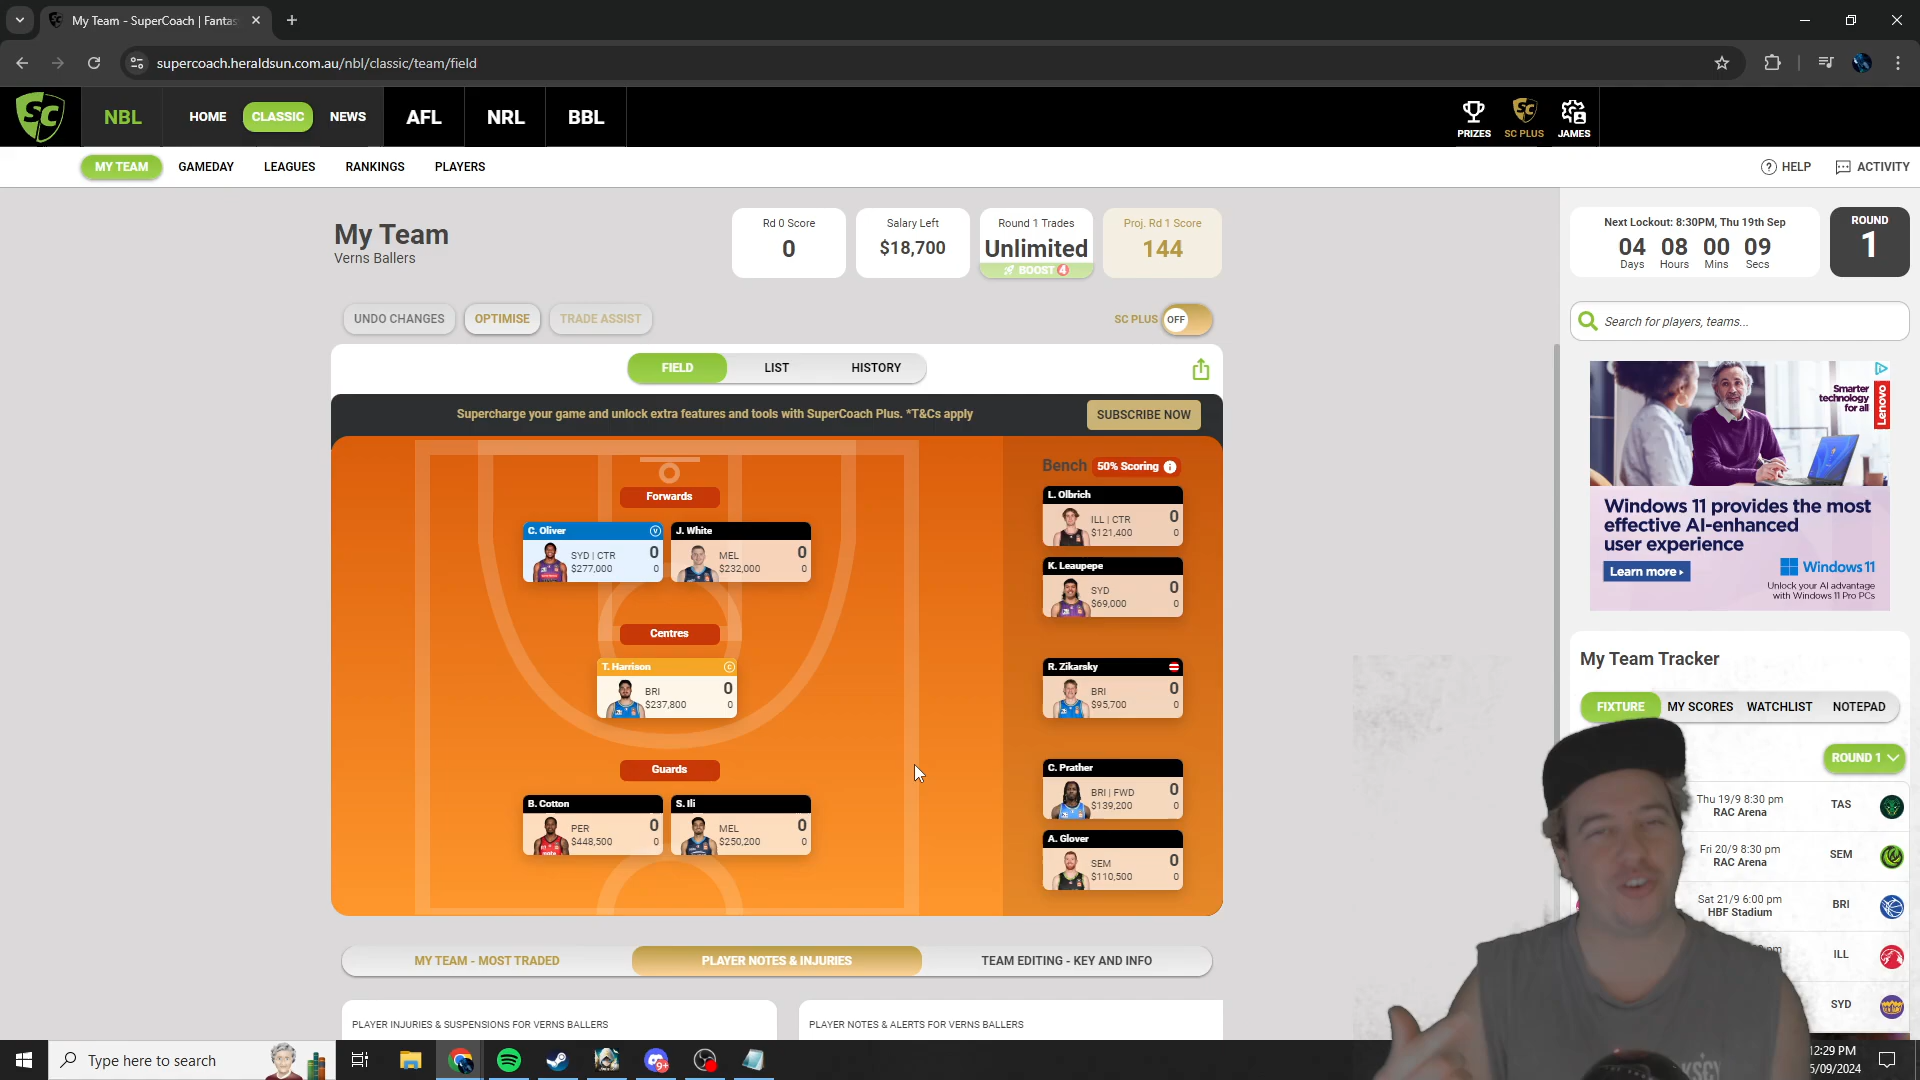 My Team - SuperCoach | Fantas
supercoach.heraldsun.com.au/nbl/classic/team/field
SC
NBL
HOME
CLASSIC
NEWS
AFL
NRL
BBL
PRIZES
SC PLUS
JAMES
MY TEAM
GAMEDAY
LEAGUES
RANKINGS
PLAYERS
HELP
ACTIVITY
My Team
Verns Ballers
Rd 0 Score
0
Salary Left
$18,700
Round 1 Trades
Unlimited
BOOST 4
Proj. Rd 1 Score
144
Next Lockout: 8:30PM, Thu 19th Sep
04 08 00 09
Days Hours Mins Secs
ROUND
1
UNDO CHANGES
OPTIMISE
TRADE ASSIST
SC PLUS OFF
Search for players, teams...
FIELD
LIST
HISTORY
Supercharge your game and unlock extra features and tools with SuperCoach Plus. *T&Cs apply
SUBSCRIBE NOW
Forwards
C. Oliver V
SYD | CTR 0
$277,000 0
J. White
MEL 0
$232,000 0
Centres
T. Harrison C
BRI 0
$237,800 0
Guards
B. Cotton
PER 0
$448,500 0
S. Ili
MEL 0
$250,200 0
Bench 50% Scoring i
L. Olbrich
ILL | CTR 0
$121,400 0
K. Leaupepe
SYD 0
$69,000 0
R. Zikarsky
BRI 0
$95,700 0
C. Prather
BRI | FWD 0
$139,200 0
A. Glover
SEM 0
$110,500 0
Smarter
technology
for all
Lenovo
Windows 11 provides the most
effective AI-enhanced
user experience
Learn more
Windows 11
Unlock your AI advantage
with Windows 11 Pro PCs
My Team Tracker
FIXTURE
MY SCORES
WATCHLIST
NOTEPAD
ROUND 1
Thu 19/9 8:30 pm
RAC Arena
TAS
Fri 20/9 8:30 pm
RAC Arena
SEM
Sat 21/9 6:00 pm
HBF Stadium
BRI
ILL
SYD
MY TEAM - MOST TRADED
PLAYER NOTES & INJURIES
TEAM EDITING - KEY AND INFO
PLAYER INJURIES & SUSPENSIONS FOR VERNS BALLERS
PLAYER NOTES & ALERTS FOR VERNS BALLERS
Type here to search
9+
12:29 PM
5/09/2024